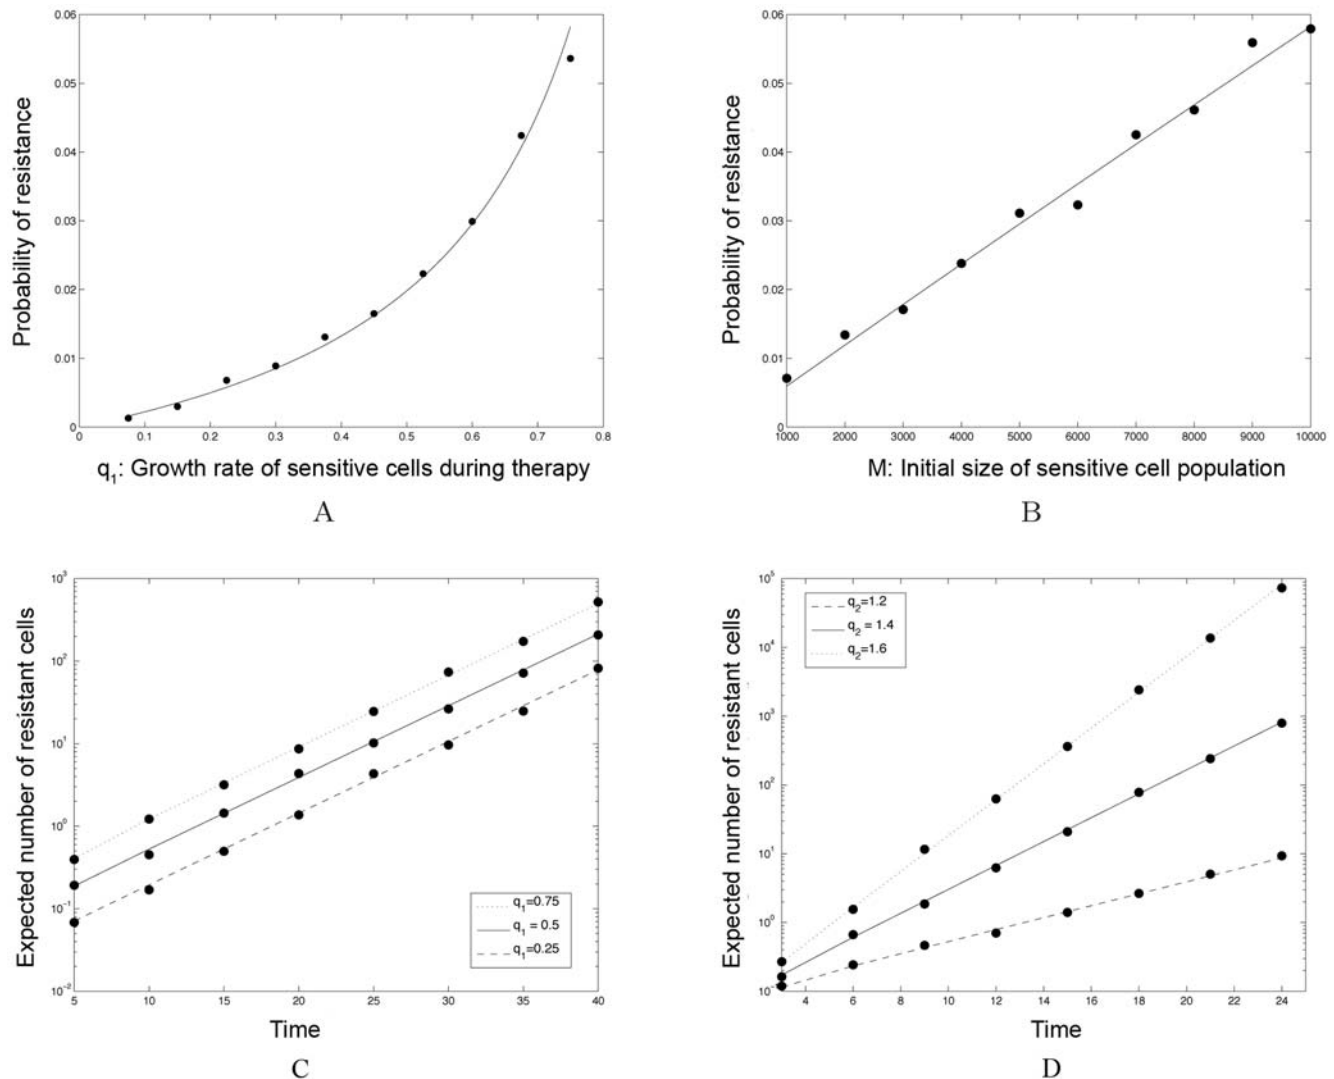 0.06
0.05
0.04
0.03
0.02
0.01
0
0 0.1 0.2 0.3 0.4 0.5 0.6 0.7 0.8
Probability of resistance
q1: Growth rate of sensitive cells during therapy
A
0.06
0.05
0.04
0.03
0.02
0.01
0
1000 2000 3000 4000 5000 6000 7000 8000 9000 10000
Probability of resistance
M: Initial size of sensitive cell population
B
10^3
10^2
10^1
10^0
10^-1
10^-2
5 10 15 20 25 30 35 40
Expected number of resistant cells
q1=0.75
q1 = 0.5
q1=0.25
Time
C
10^5
10^4
10^3
10^2
10^1
10^0
10^-
4 6 8 10 12 14 16 18 20 22 24
Expected number of resistant cells
q2=1.2
q2 = 1.4
q2=1.6
Time
D